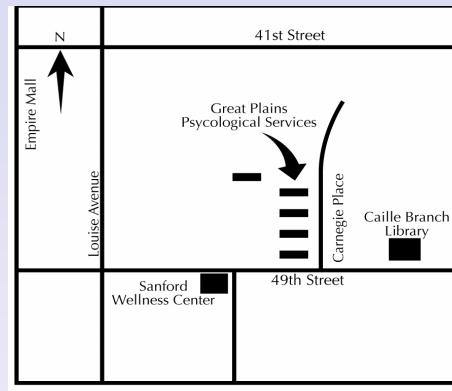 N
41st Street
Empire Mall
Great Plains
Psycological Services
Louise Avenue
Carnegie Place
Caille Branch
Library
49th Street
Sanford
Wellness Center